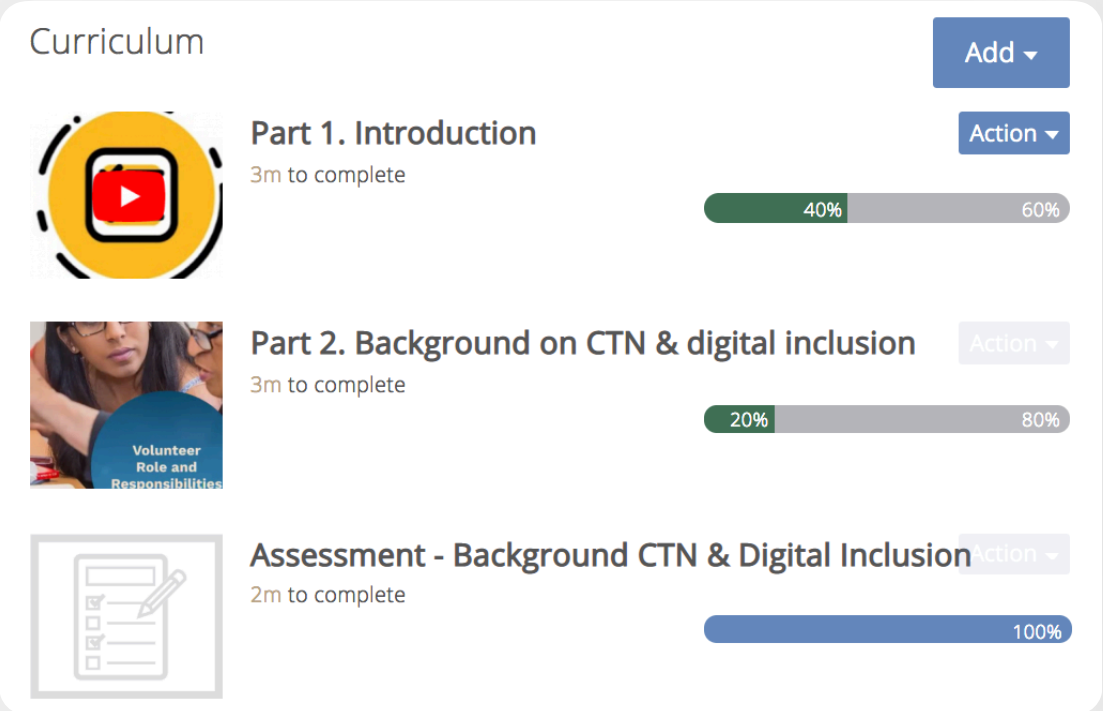 Curriculum
Add
Part 1. Introduction
Action
3m to complete
40% 60%
Part 2. Background on CTN & digital inclusion
Action
3m to complete
20% 80%
Volunteer
Role and
Responsibilities
Assessment - Background CTN & Digital Inclusion
Action
2m to complete
100%